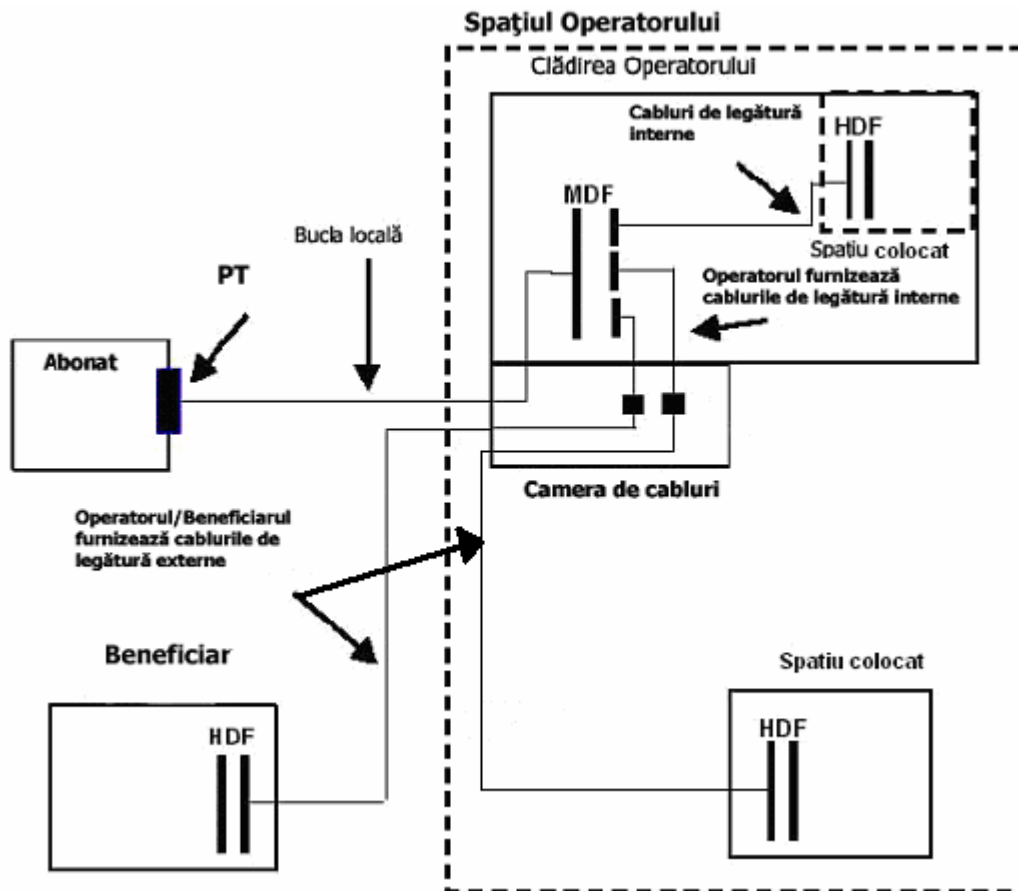 Spaţiul Operatorului
Clădirea Operatorului
Cabluri de legătură
interne
HDF
MDF
Spaţiu colocat
Bucla locală
PT
Operatorul furnizează
cablurile de legătură interne
Abonat
Camera de cabluri
Operatorul/Beneficiarul
furnizează cablurile de
legătură externe
Beneficiar
HDF
Spatiu colocat
HDF